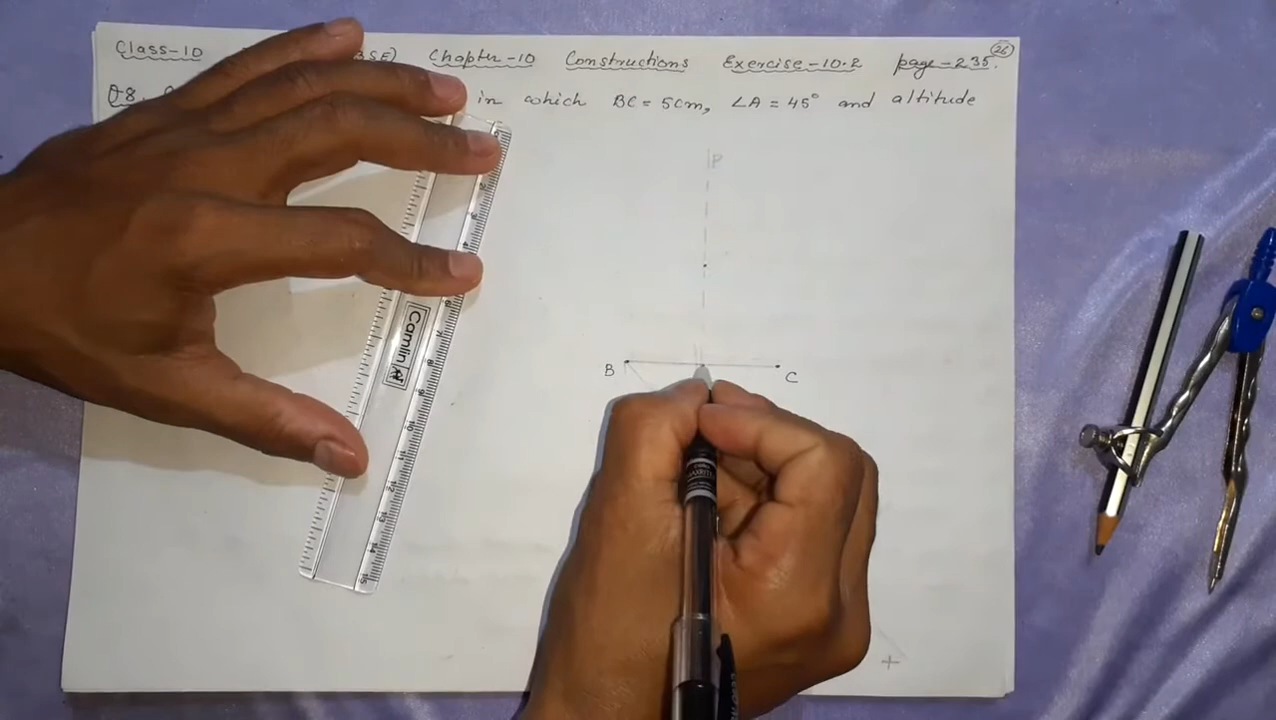 26
Class-10 Chapter-10 Constructions Exercise-10.2 page-235.
Q8. in which BC = 5cm, ∠A = 45° and altitude
P
B C
Camlin